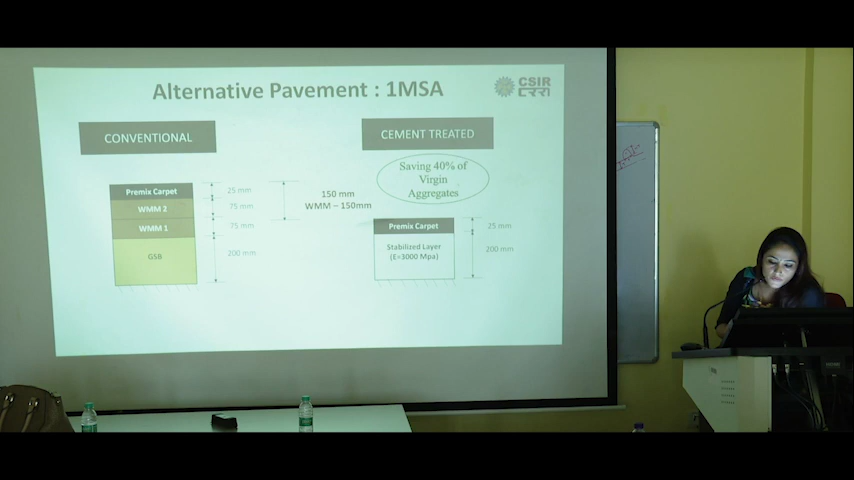 Alternative Pavement : 1MSA
CSIR
CONVENTIONAL
CEMENT TREATED
Saving 40% of
Virgin
Aggregates
Premix Carpet
WMM 2
WMM 1
GSB
25 mm
75 mm
75 mm
200 mm
150 mm
WMM – 150mm
Premix Carpet
Stabilized Layer
(E=3000 Mpa)
25 mm
200 mm